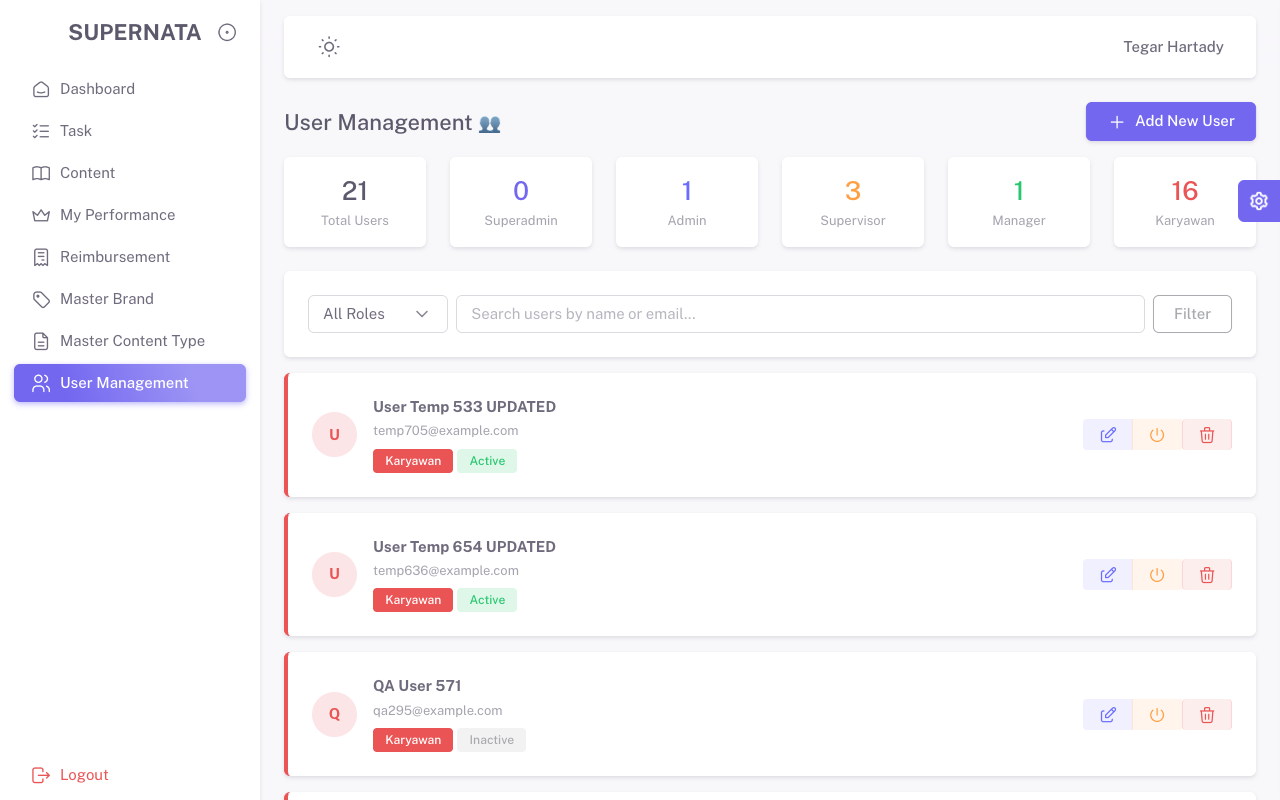 SUPERNATA
Dashboard
Task
Content
My Performance
Reimbursement
Master Brand
Master Content Type
User Management
Logout
Tegar Hartady
User Management 👥
Add New User
21
Total Users
0
Superadmin
1
Admin
3
Supervisor
1
Manager
16
Karyawan
All Roles
Search users by name or email...
Filter
U
User Temp 533 UPDATED
temp705@example.com
Karyawan Active
U
User Temp 654 UPDATED
temp636@example.com
Karyawan Active
Q
QA User 571
qa295@example.com
Karyawan Inactive